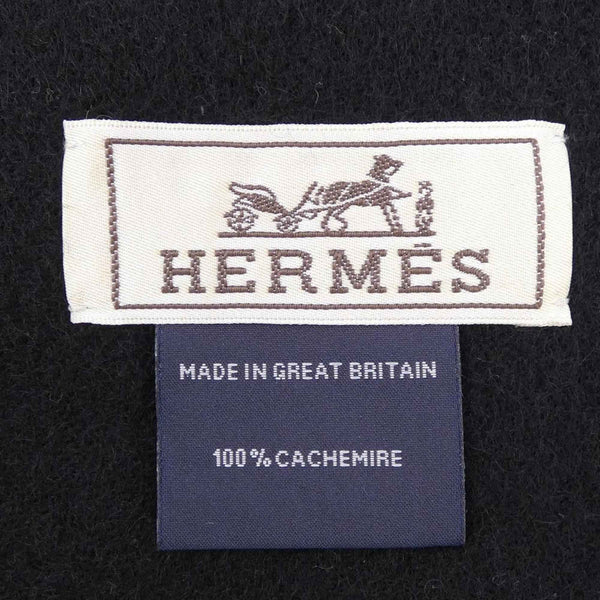 HERMÈS
MADE IN GREAT BRITAIN
100% CACHEMIRE